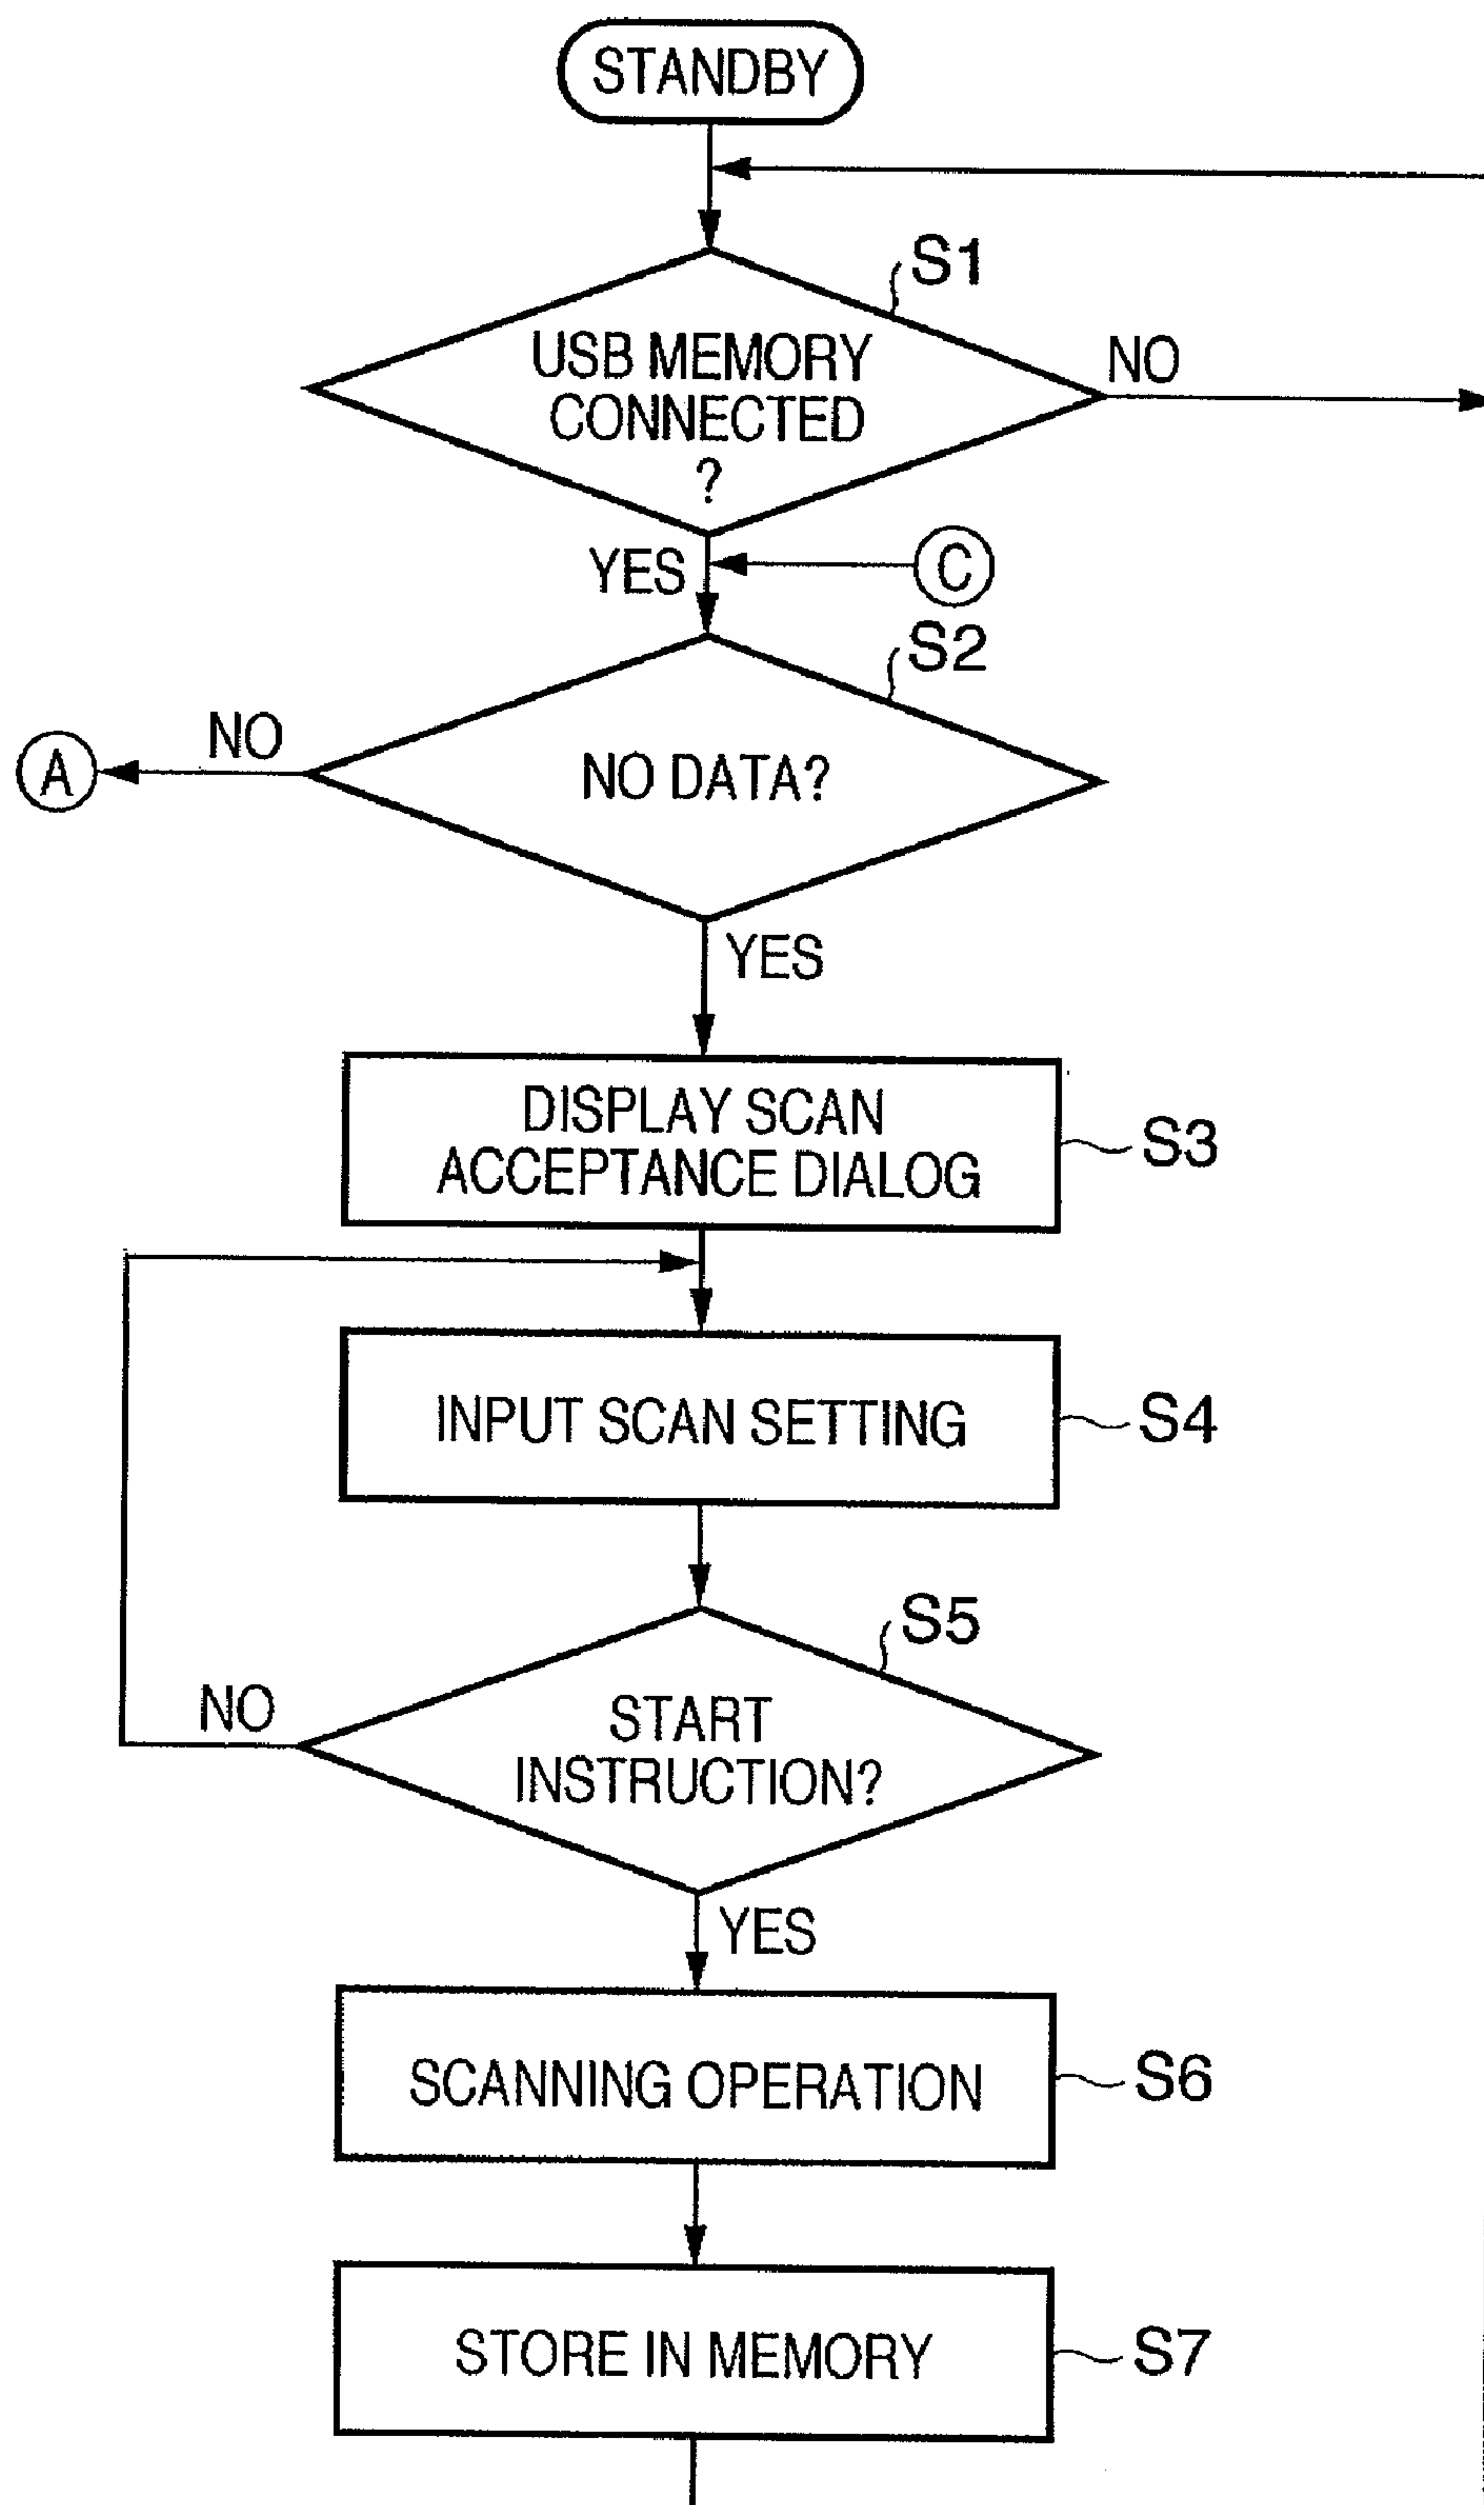 STANDBY
S1
USB MEMORY
CONNECTED
?
NO
YES
C
S2
NO
A
NO DATA?
YES
DISPLAY SCAN
ACCEPTANCE DIALOG
S3
INPUT SCAN SETTING
S4
S5
NO
START
INSTRUCTION?
YES
SCANNING OPERATION
S6
STORE IN MEMORY
S7